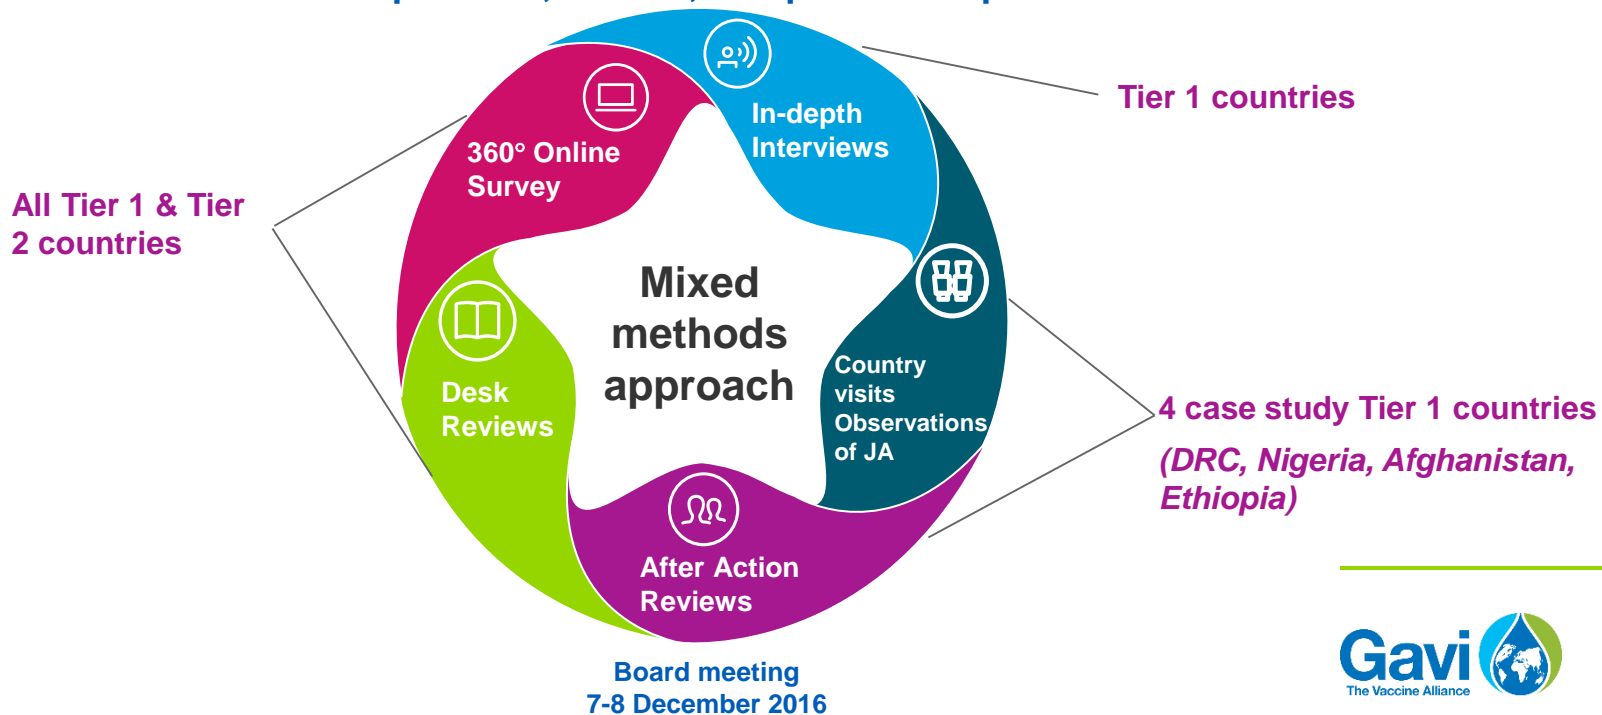 In-depth
Interviews
Tier 1 countries
360° Online
Survey
All Tier 1 & Tier
2 countries
Mixed
methods
approach
Country
visits
Observations
of JA
Desk
Reviews
4 case study Tier 1 countries
(DRC, Nigeria, Afghanistan,
Ethiopia)
After Action
Reviews
Board meeting
7-8 December 2016
Gavi
The Vaccine Alliance